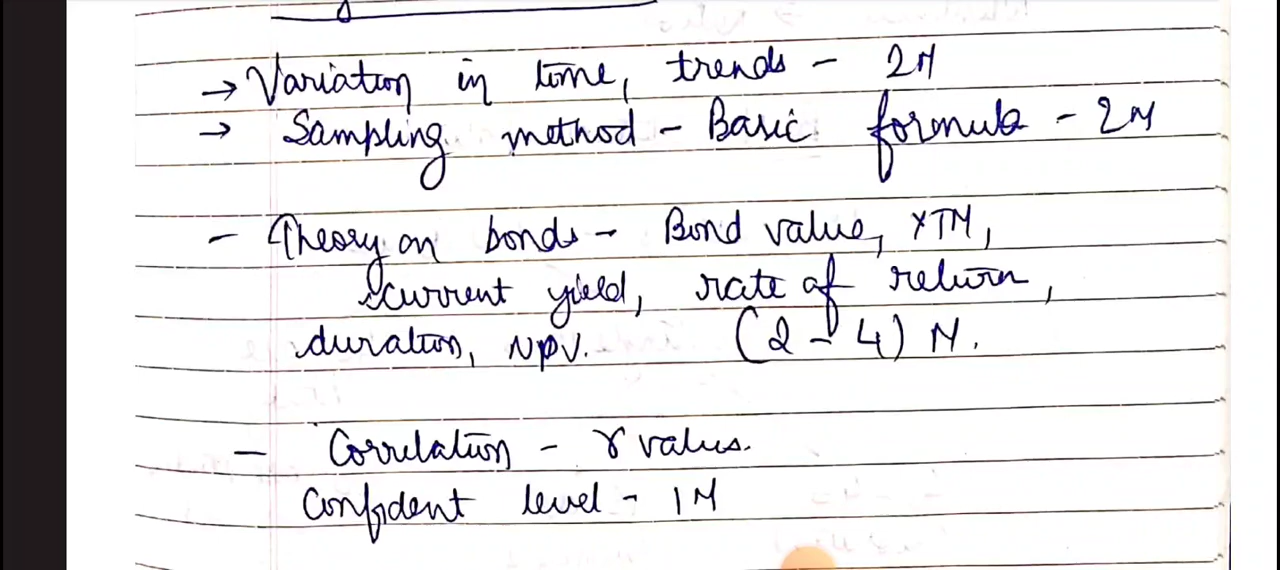 → Variation in time, trends - 2M
→ Sampling method - Basic formula - 2M
- Theory on bonds - Bond value, YTM,
current yield, rate of return,
duration, NPV. (2-4) M.
- Correlation - r value.
Confident level - 1M